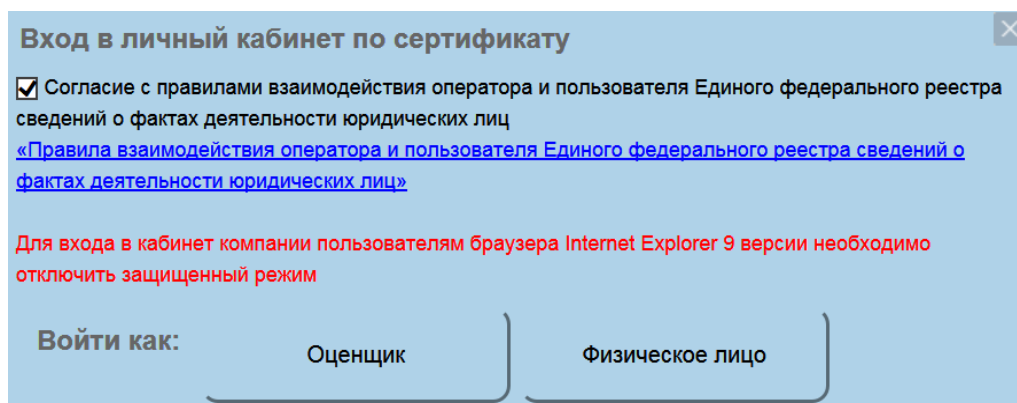 Вход в личный кабинет по сертификату
Согласие с правилами взаимодействия оператора и пользователя Единого федерального реестра
сведений о фактах деятельности юридических лиц
«Правила взаимодействия оператора и пользователя Единого федерального реестра сведений о
фактах деятельности юридических лиц»
Для входа в кабинет компании пользователям браузера Internet Explorer 9 версии необходимо
отключить защищенный режим
Войти как:
Оценщик
Физическое лицо